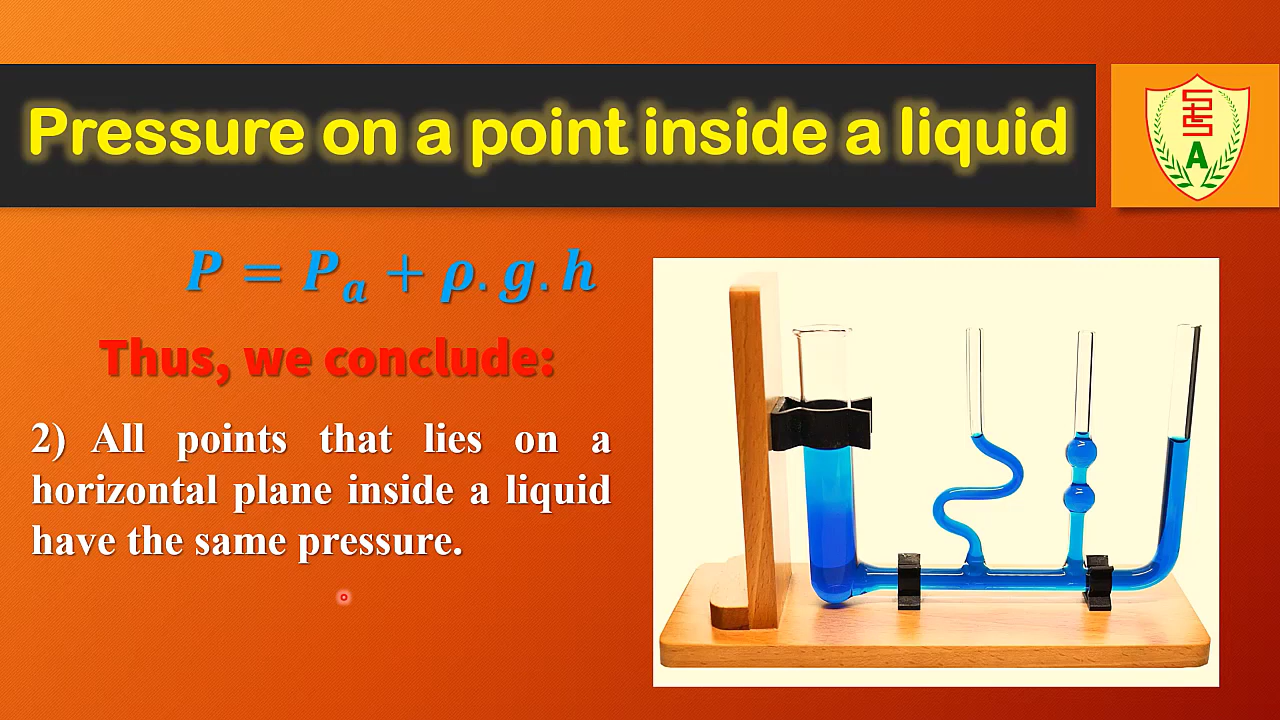 Pressure on a point inside a liquid
A
P = Pₐ + ρ.g.h
Thus, we conclude:
2) All points that lies on a
horizontal plane inside a liquid
have the same pressure.